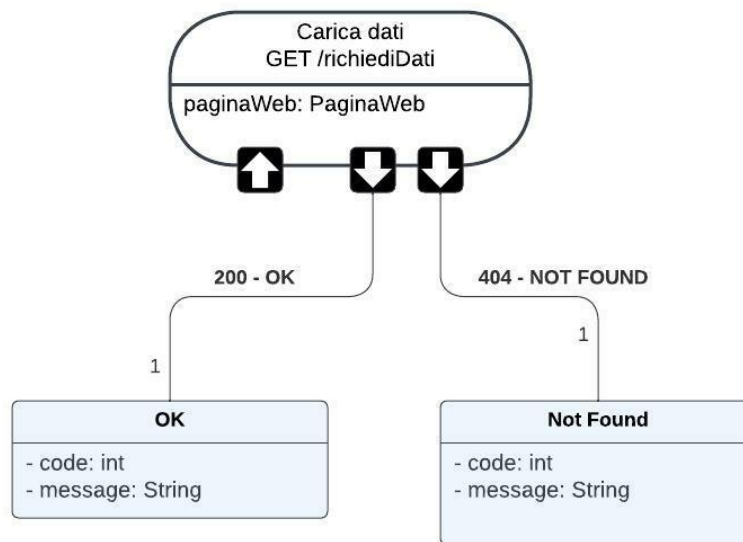 Carica dati
GET /richiediDati
paginaWeb: PaginaWeb
200 - OK
404 - NOT FOUND
1
1
OK
- code: int
- message: String
Not Found
- code: int
- message: String